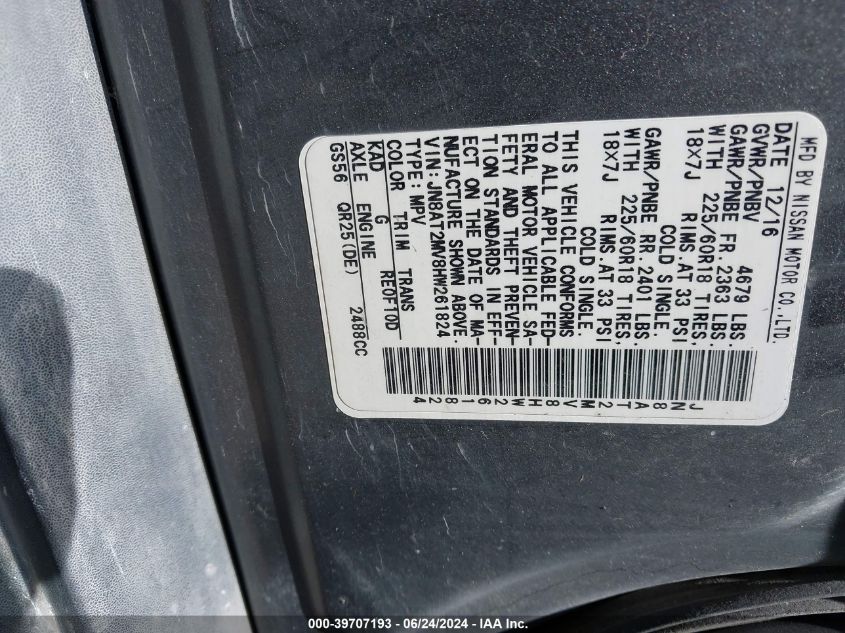 MFD BY NISSAN MOTOR CO.,LTD.
DATE 12/16
GVWR/PNBV 4679 LBS.
GAWR/PNBE FR. 2363 LBS.
WITH 225/60R18 TIRES.
18X7J RIMS.AT 33 PSI
COLD SINGLE.
GAWR/PNBE RR. 2401 LBS.
WITH 225/60R18 TIRES.
18X7J RIMS.AT 33 PSI
COLD SINGLE.
THIS VEHICLE CONFORMS
TO ALL APPLICABLE FED-
ERAL MOTOR VEHICLE SA-
FETY AND THEFT PREVEN-
TION STANDARDS IN EFF-
ECT ON THE DATE OF MA-
NUFACTURE SHOWN ABOVE.
VIN: JN8AT2MV8HW261824
TYPE: MPV
COLOR TRIM TRANS
KAD G RE0F10D
AXLE ENGINE
GS56 QR25(DE) 2488CC
JN8AT2MV8HW261824
000-39707193 - 06/24/2024 - IAA Inc.